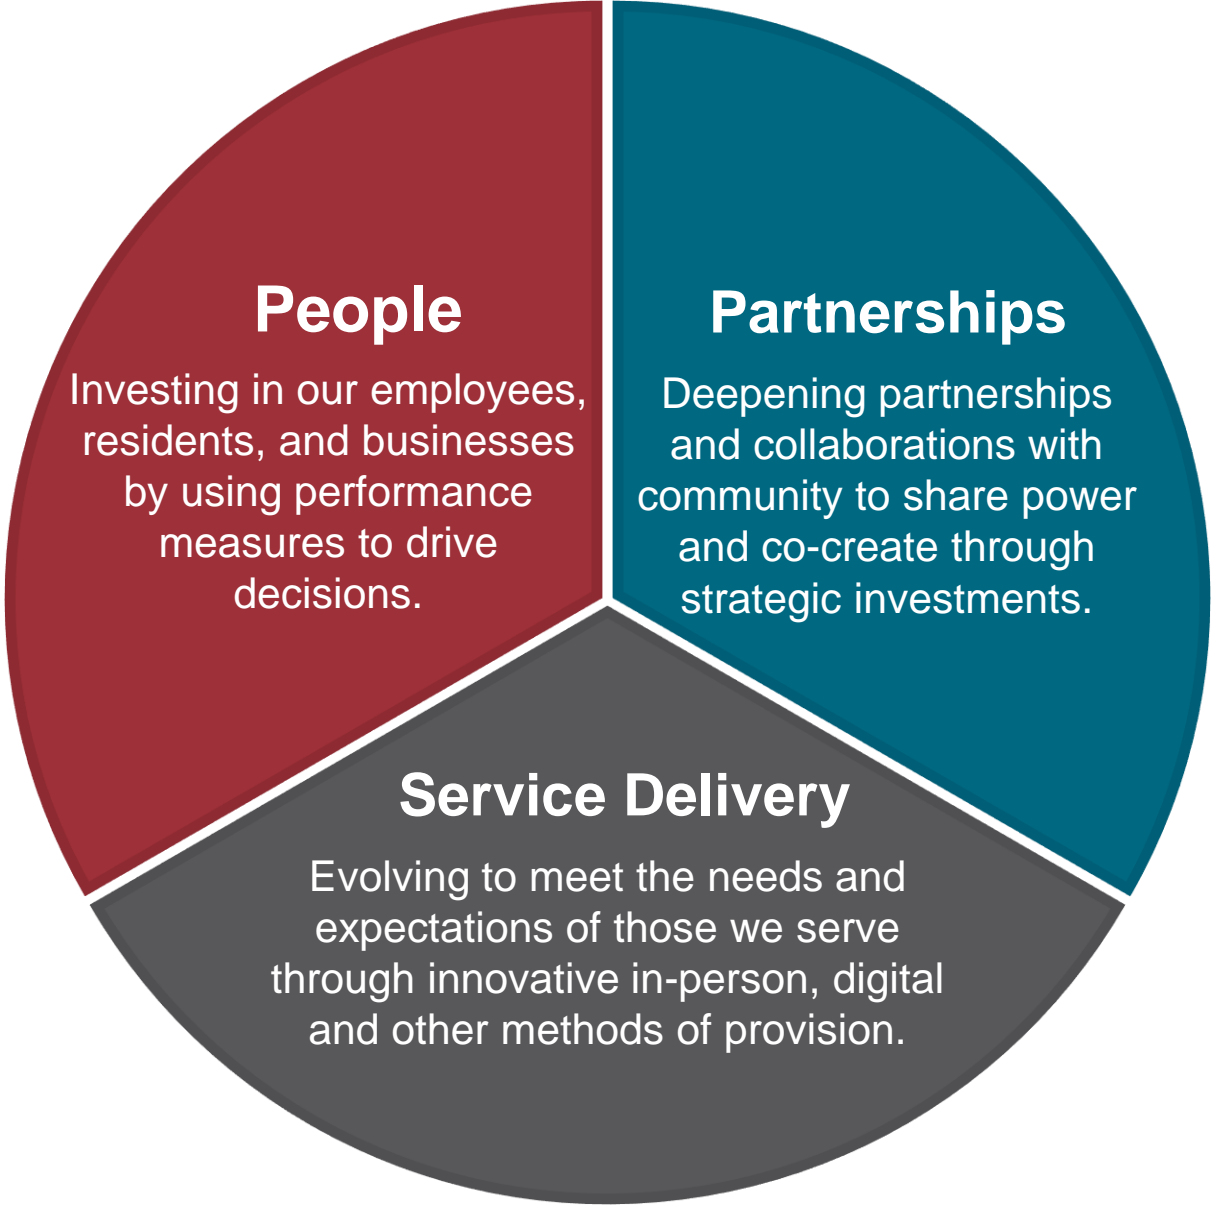 People
Investing in our employees,
residents, and businesses
by using performance
measures to drive
decisions.
Partnerships
Deepening partnerships
and collaborations with
community to share power
and co-create through
strategic investments.
Service Delivery
Evolving to meet the needs and
expectations of those we serve
through innovative in-person, digital
and other methods of provision.